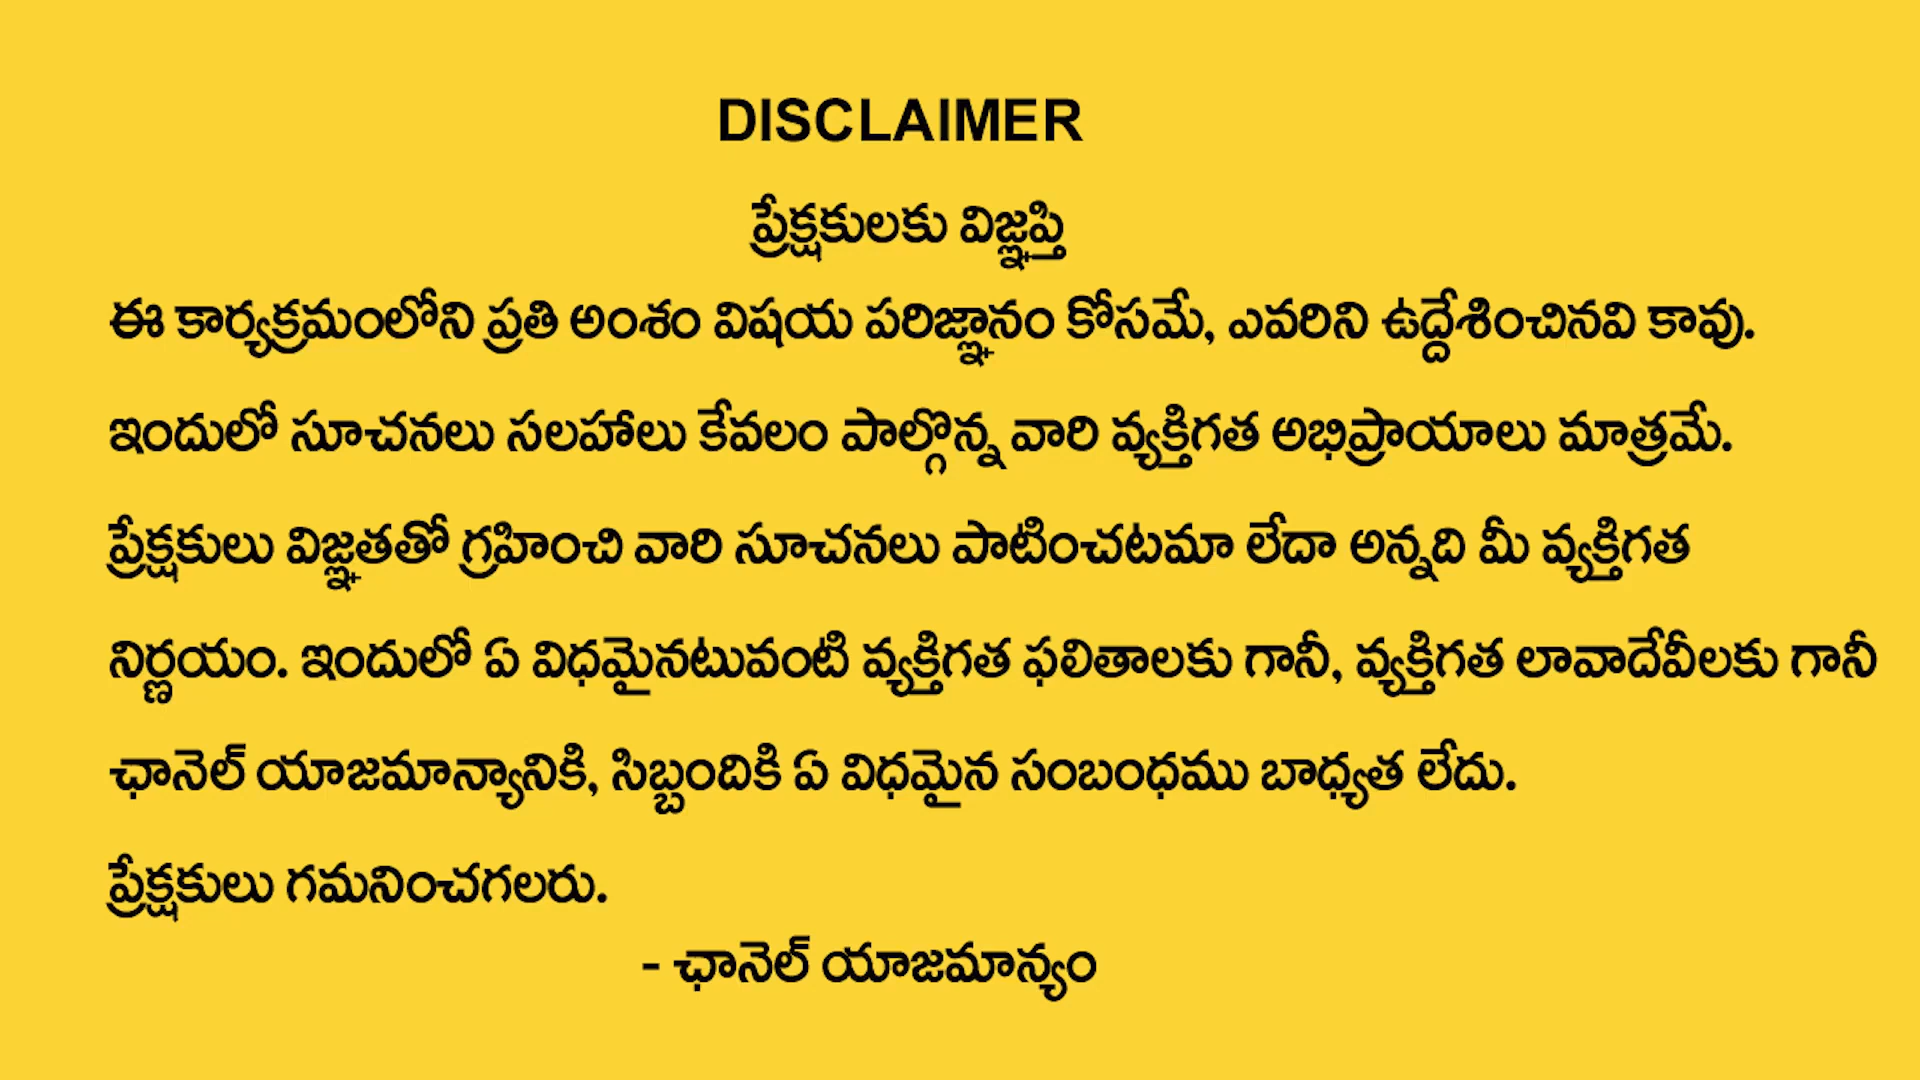 DISCLAIMER
ప్రేక్షకులకు విజ్ఞప్తి
ఈ కార్యక్రమంలోని ప్రతి అంశం విషయ పరిజ్ఞానం కోసమే, ఎవరిని ఉద్దేశించినవి కావు.
ఇందులో సూచనలు సలహాలు కేవలం పాల్గొన్న వారి వ్యక్తిగత అభిప్రాయాలు మాత్రమే.
ప్రేక్షకులు విజ్ఞతతో గ్రహించి వారి సూచనలు పాటించటమా లేదా అన్నది మీ వ్యక్తిగత
నిర్ణయం. ఇందులో ఏ విధమైనటువంటి వ్యక్తిగత ఫలితాలకు గానీ, వ్యక్తిగత లావాదేవీలకు గానీ
ఛానెల్ యాజమాన్యానికి, సిబ్బందికి ఏ విధమైన సంబంధము బాధ్యత లేదు.
ప్రేక్షకులు గమనించగలరు.
- ఛానెల్ యాజమాన్యం